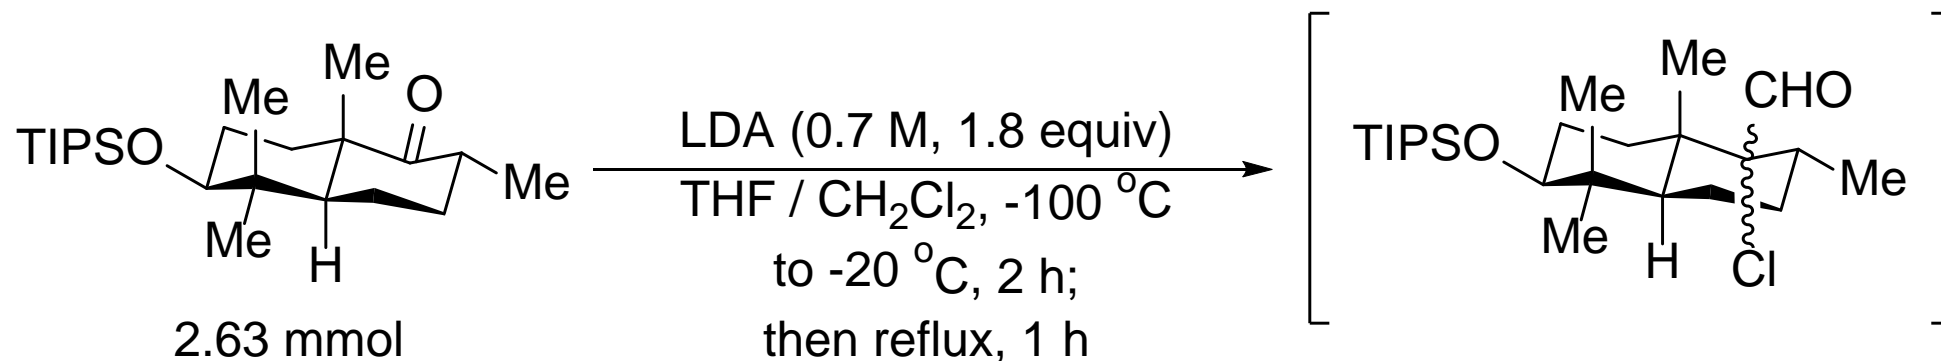 Me
O
Me
TIPSO
Me
Me
H
2.63 mmol
LDA (0.7 M, 1.8 equiv)
THF / CH2Cl2, -100 °C
to -20 °C, 2 h;
then reflux, 1 h
Me
CHO
Me
TIPSO
Me
Me
H
Cl